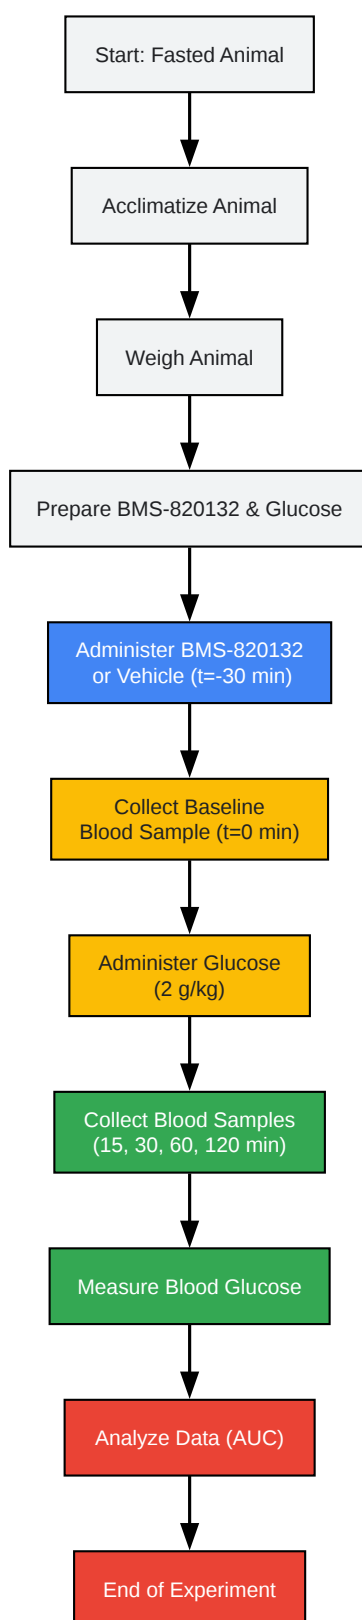 Start: Fasted Animal
Acclimatize Animal
Weigh Animal
Prepare BMS-820132 & Glucose
Administer BMS-820132
or Vehicle (t=-30 min)
Collect Baseline
Blood Sample (t=0 min)
Administer Glucose
(2 g/kg)
Collect Blood Samples
(15, 30, 60, 120 min)
Measure Blood Glucose
Analyze Data (AUC)
End of Experiment